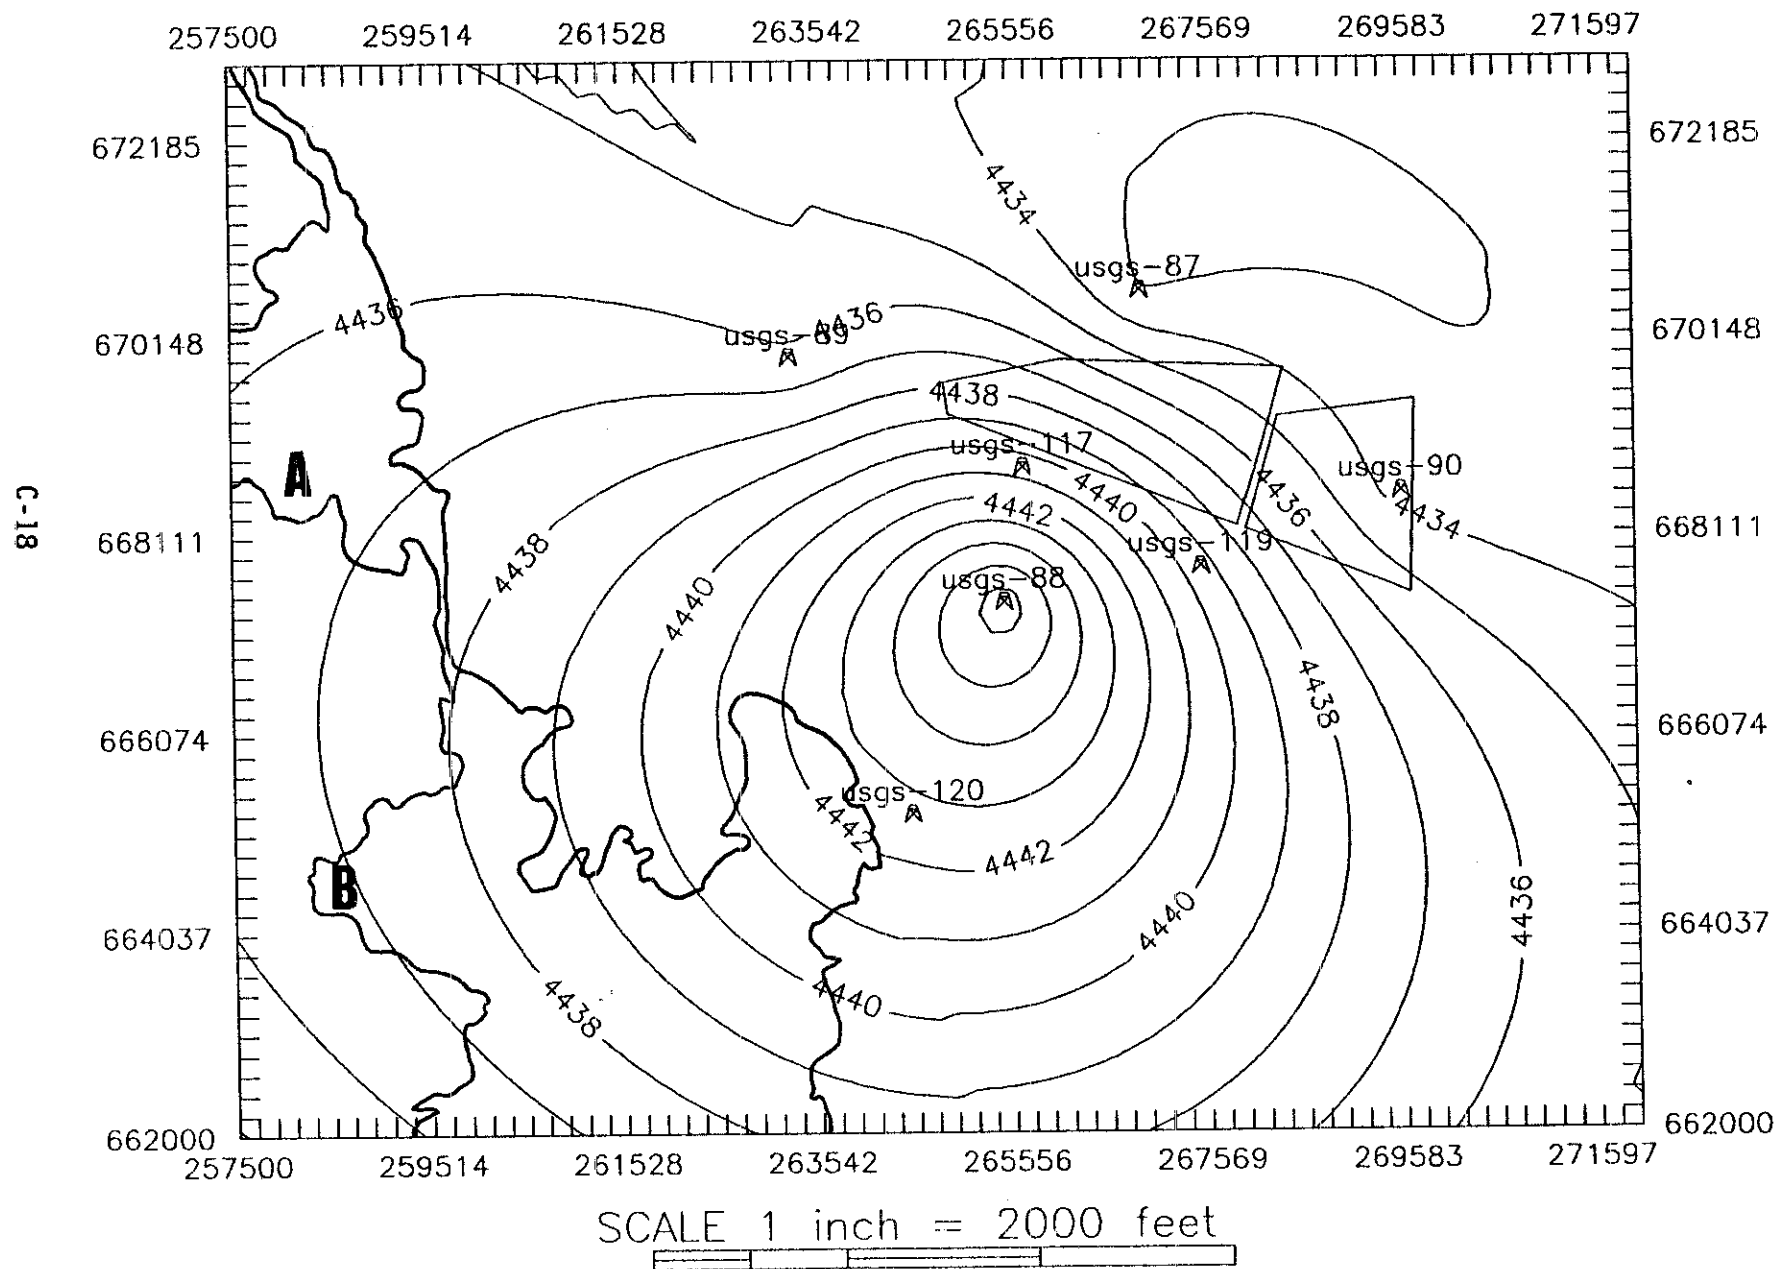 257500 259514 261528 263542 265556 267569 269583 271597
672185 672185
4434
usgs-87
4436
4436
usgs-89
670148 670148
4438
usgs-117
usgs-90
A
4440
4436
4442
4434
C-18
668111 668111
usgs-119
4438
usgs-88
4440
4438
666074 666074
usgs-120
4442
4442
B
4436
4440
664037 664037
4440
4438
662000 662000
257500 259514 261528 263542 265556 267569 269583 271597
SCALE 1 inch = 2000 feet